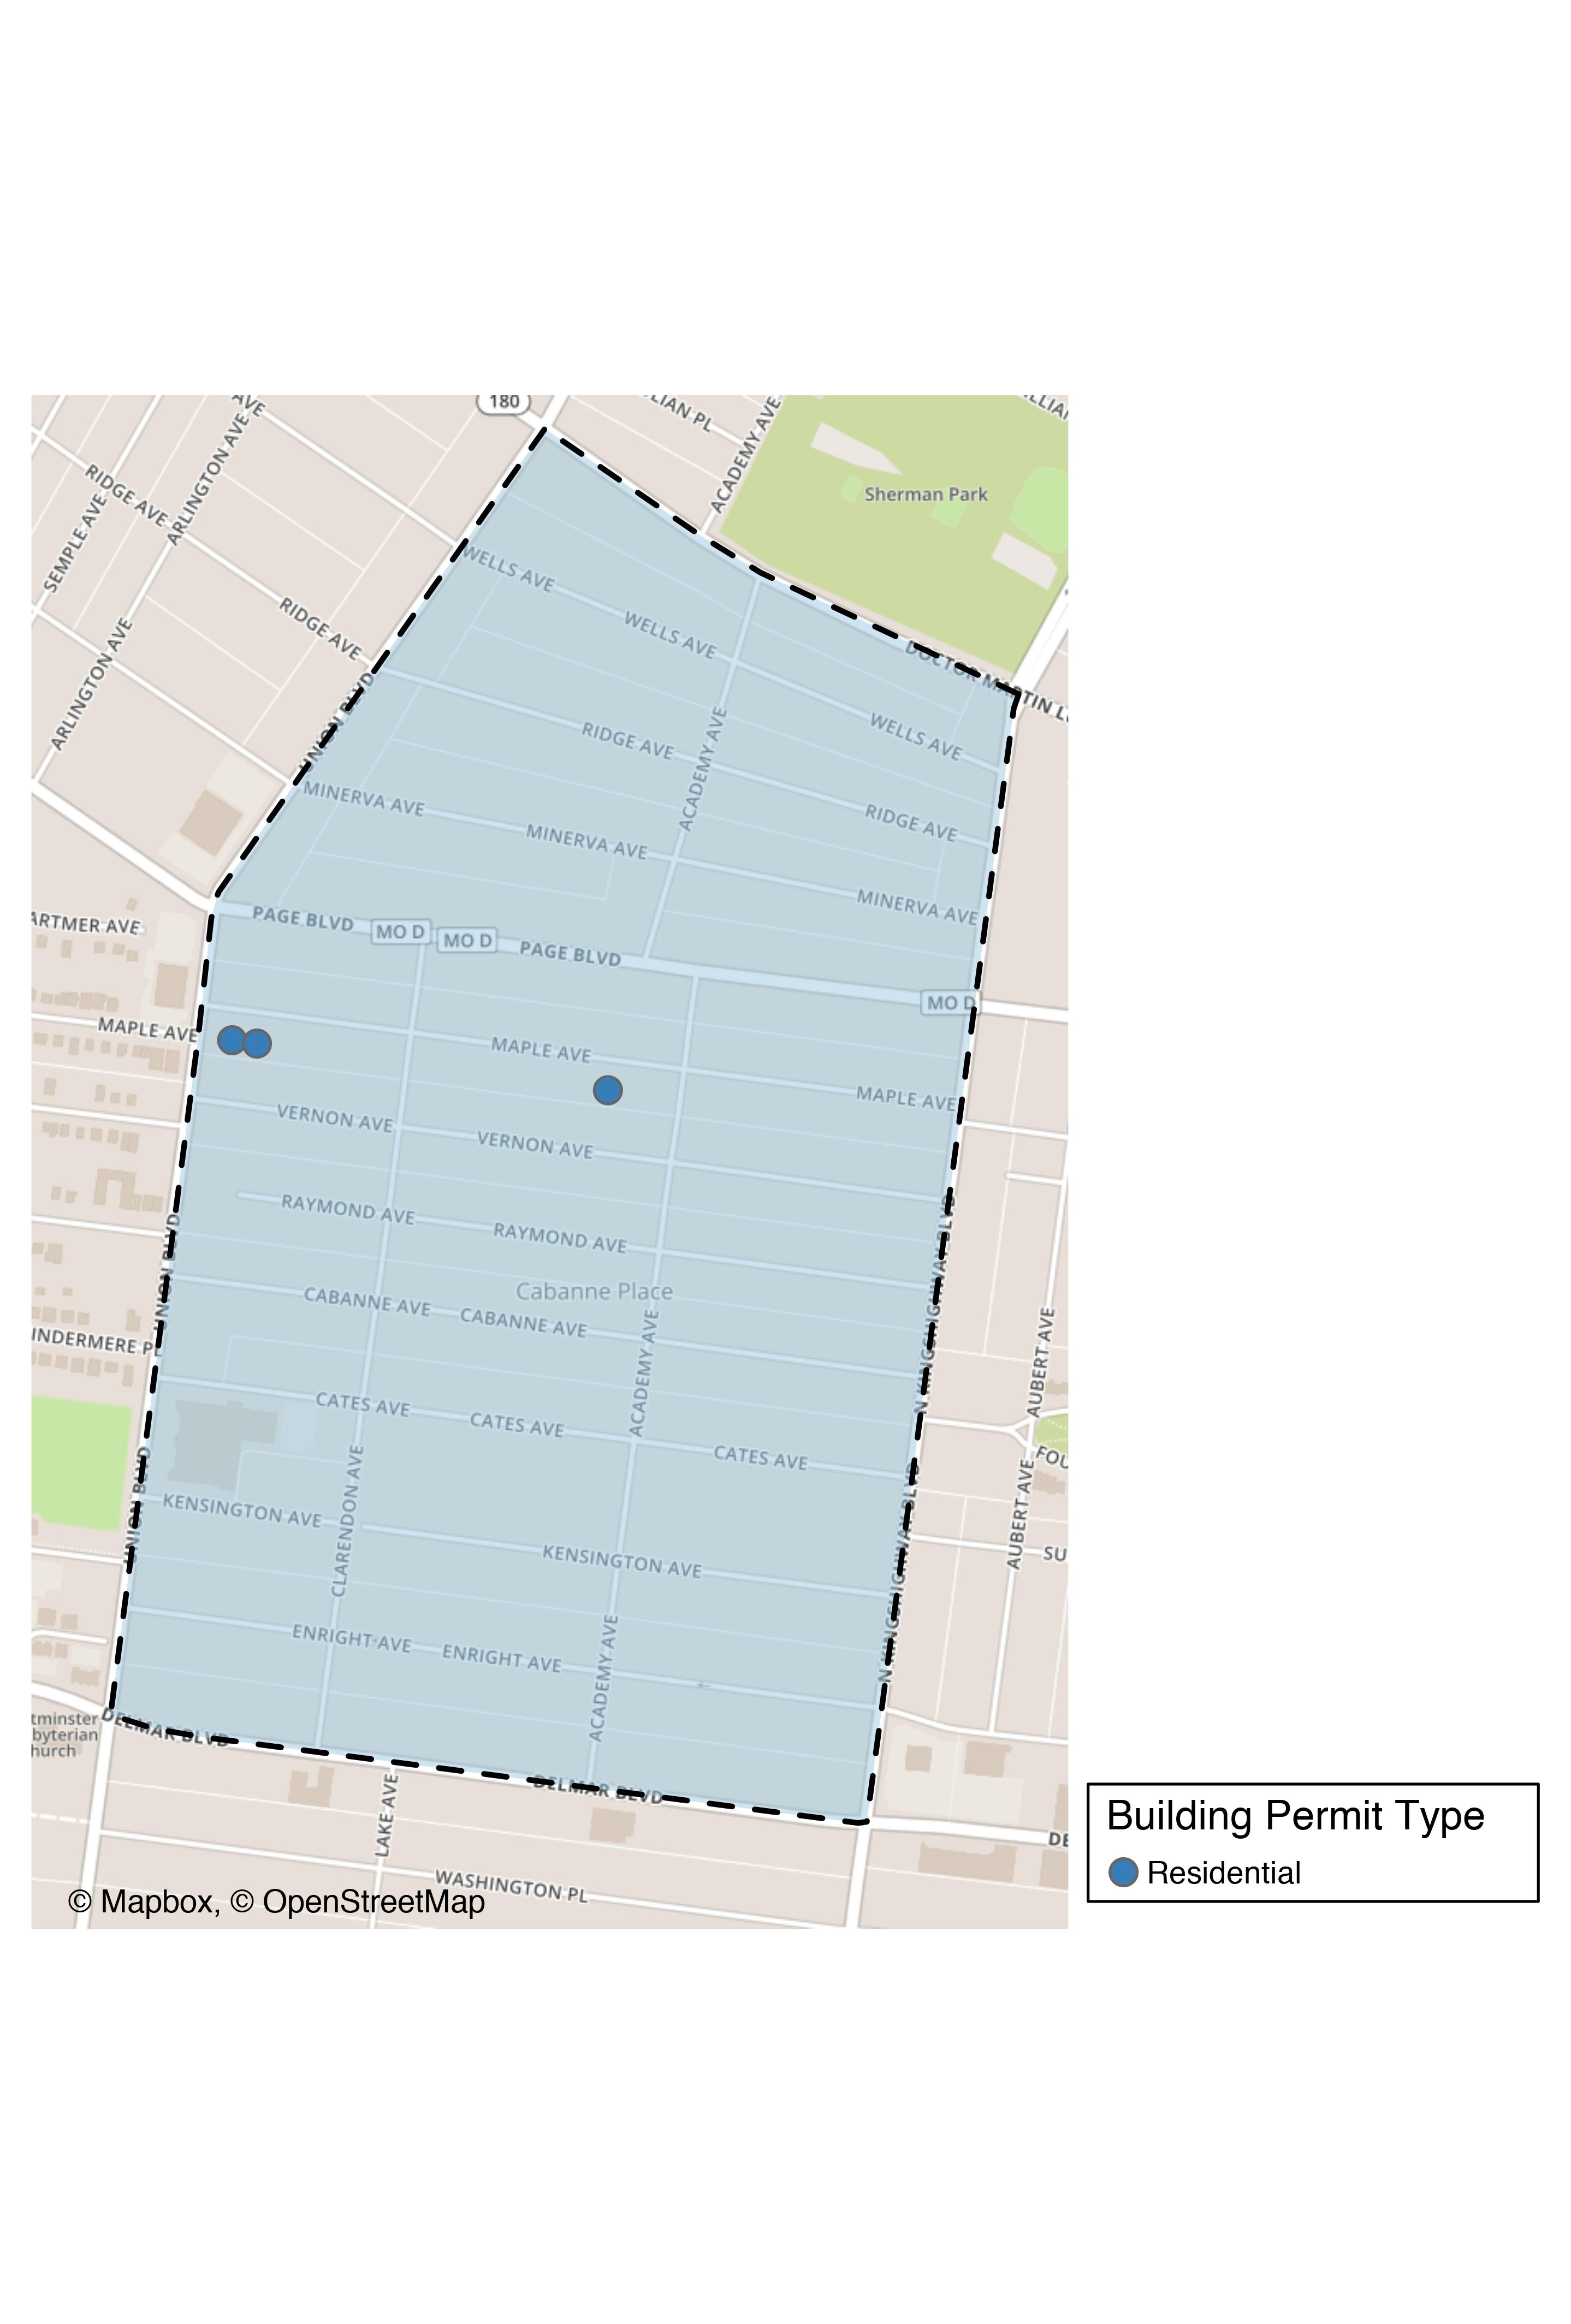 180
AVE
LIAN PL
ACADEMY AVE
ARLINGTON AVE
Sherman Park
RIDGE AVE
SEMPLE AVE
WELLS AVE
RIDGE AVE
WELLS AVE
ARLINGTON AVE
DOCTOR MARTIN L
UNION BLVD
WELLS AVE
RIDGE AVE
ACADEMY AVE
MINERVA AVE
RIDGE AVE
MINERVA AVE
MINERVA AVE
ARTMER AVE
PAGE BLVD
MO D
MO D
PAGE BLVD
MO D
MAPLE AVE
MAPLE AVE
MAPLE AVE
VERNON AVE
VERNON AVE
RAYMOND AVE
RAYMOND AVE
UNION BLVD
N KINGSHIGHWAY BLVD
Cabanne Place
CABANNE AVE
CABANNE AVE
INDERMERE P
ACADEMY AVE
AUBERT AVE
CATES AVE
CATES AVE
CATES AVE
FOU
UNION BLVD
CLARENDON AVE
N KINGSHIGHWAY BLVD
AUBERT AVE
KENSINGTON AVE
KENSINGTON AVE
SU
ENRIGHT AVE
ENRIGHT AVE
ACADEMY AVE
tminster
byterian
hurch
DELMAR BLVD
DELMAR BLVD
LAKE AVE
DE
WASHINGTON PL
© Mapbox, © OpenStreetMap
Building Permit Type
Residential